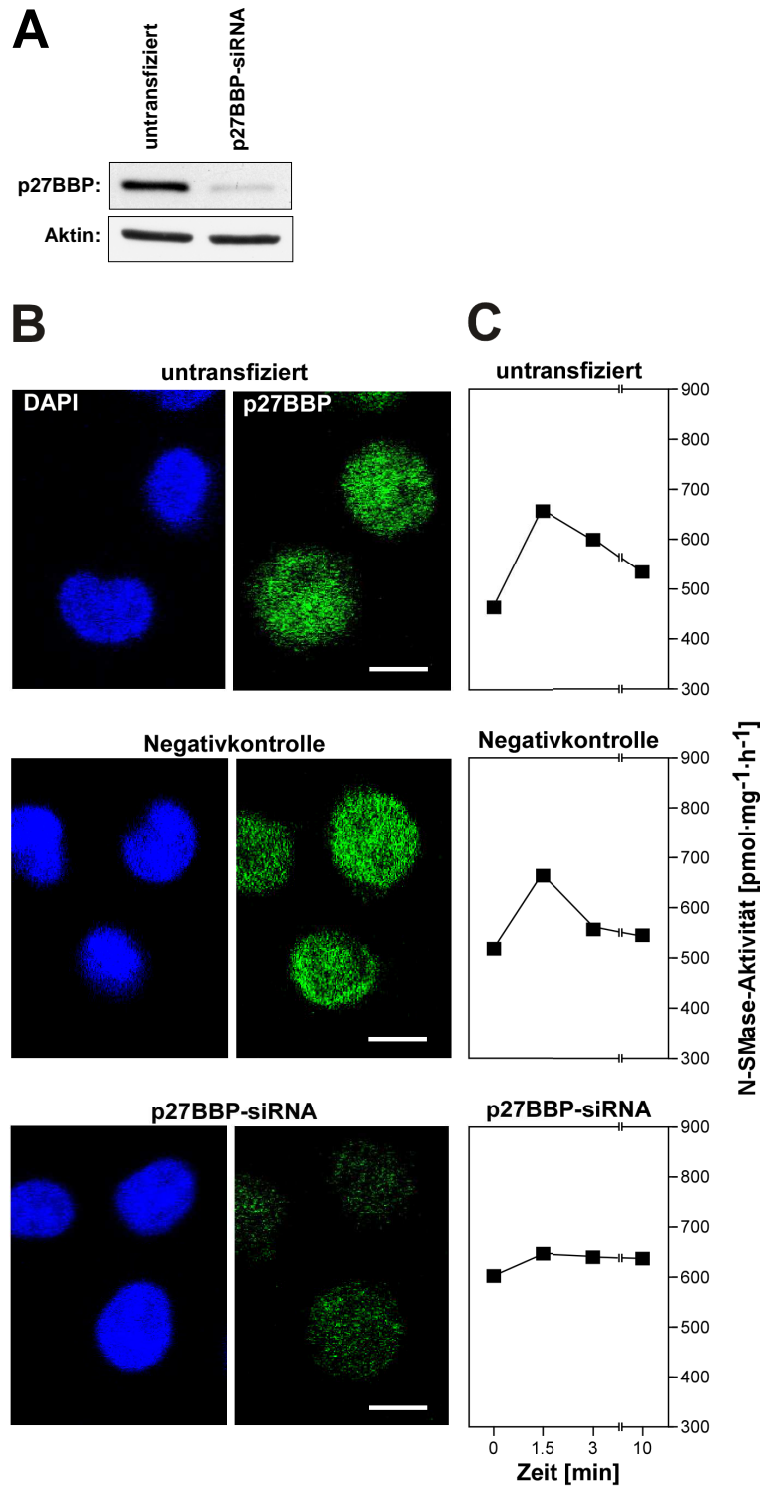 A
untransfiziert
p27BBP-siRNA
p27BBP:
Aktin:
B
C
untransfiziert
untransfiziert
DAPI
p27BBP
900
800
700
600
500
400
300
Negativkontrolle
Negativkontrolle
900
800
700
600
500
400
300
N-SMase-Aktivität [pmol·mg⁻¹·h⁻¹]
p27BBP-siRNA
p27BBP-siRNA
900
800
700
600
500
400
300
0 1.5 3 10
Zeit [min]